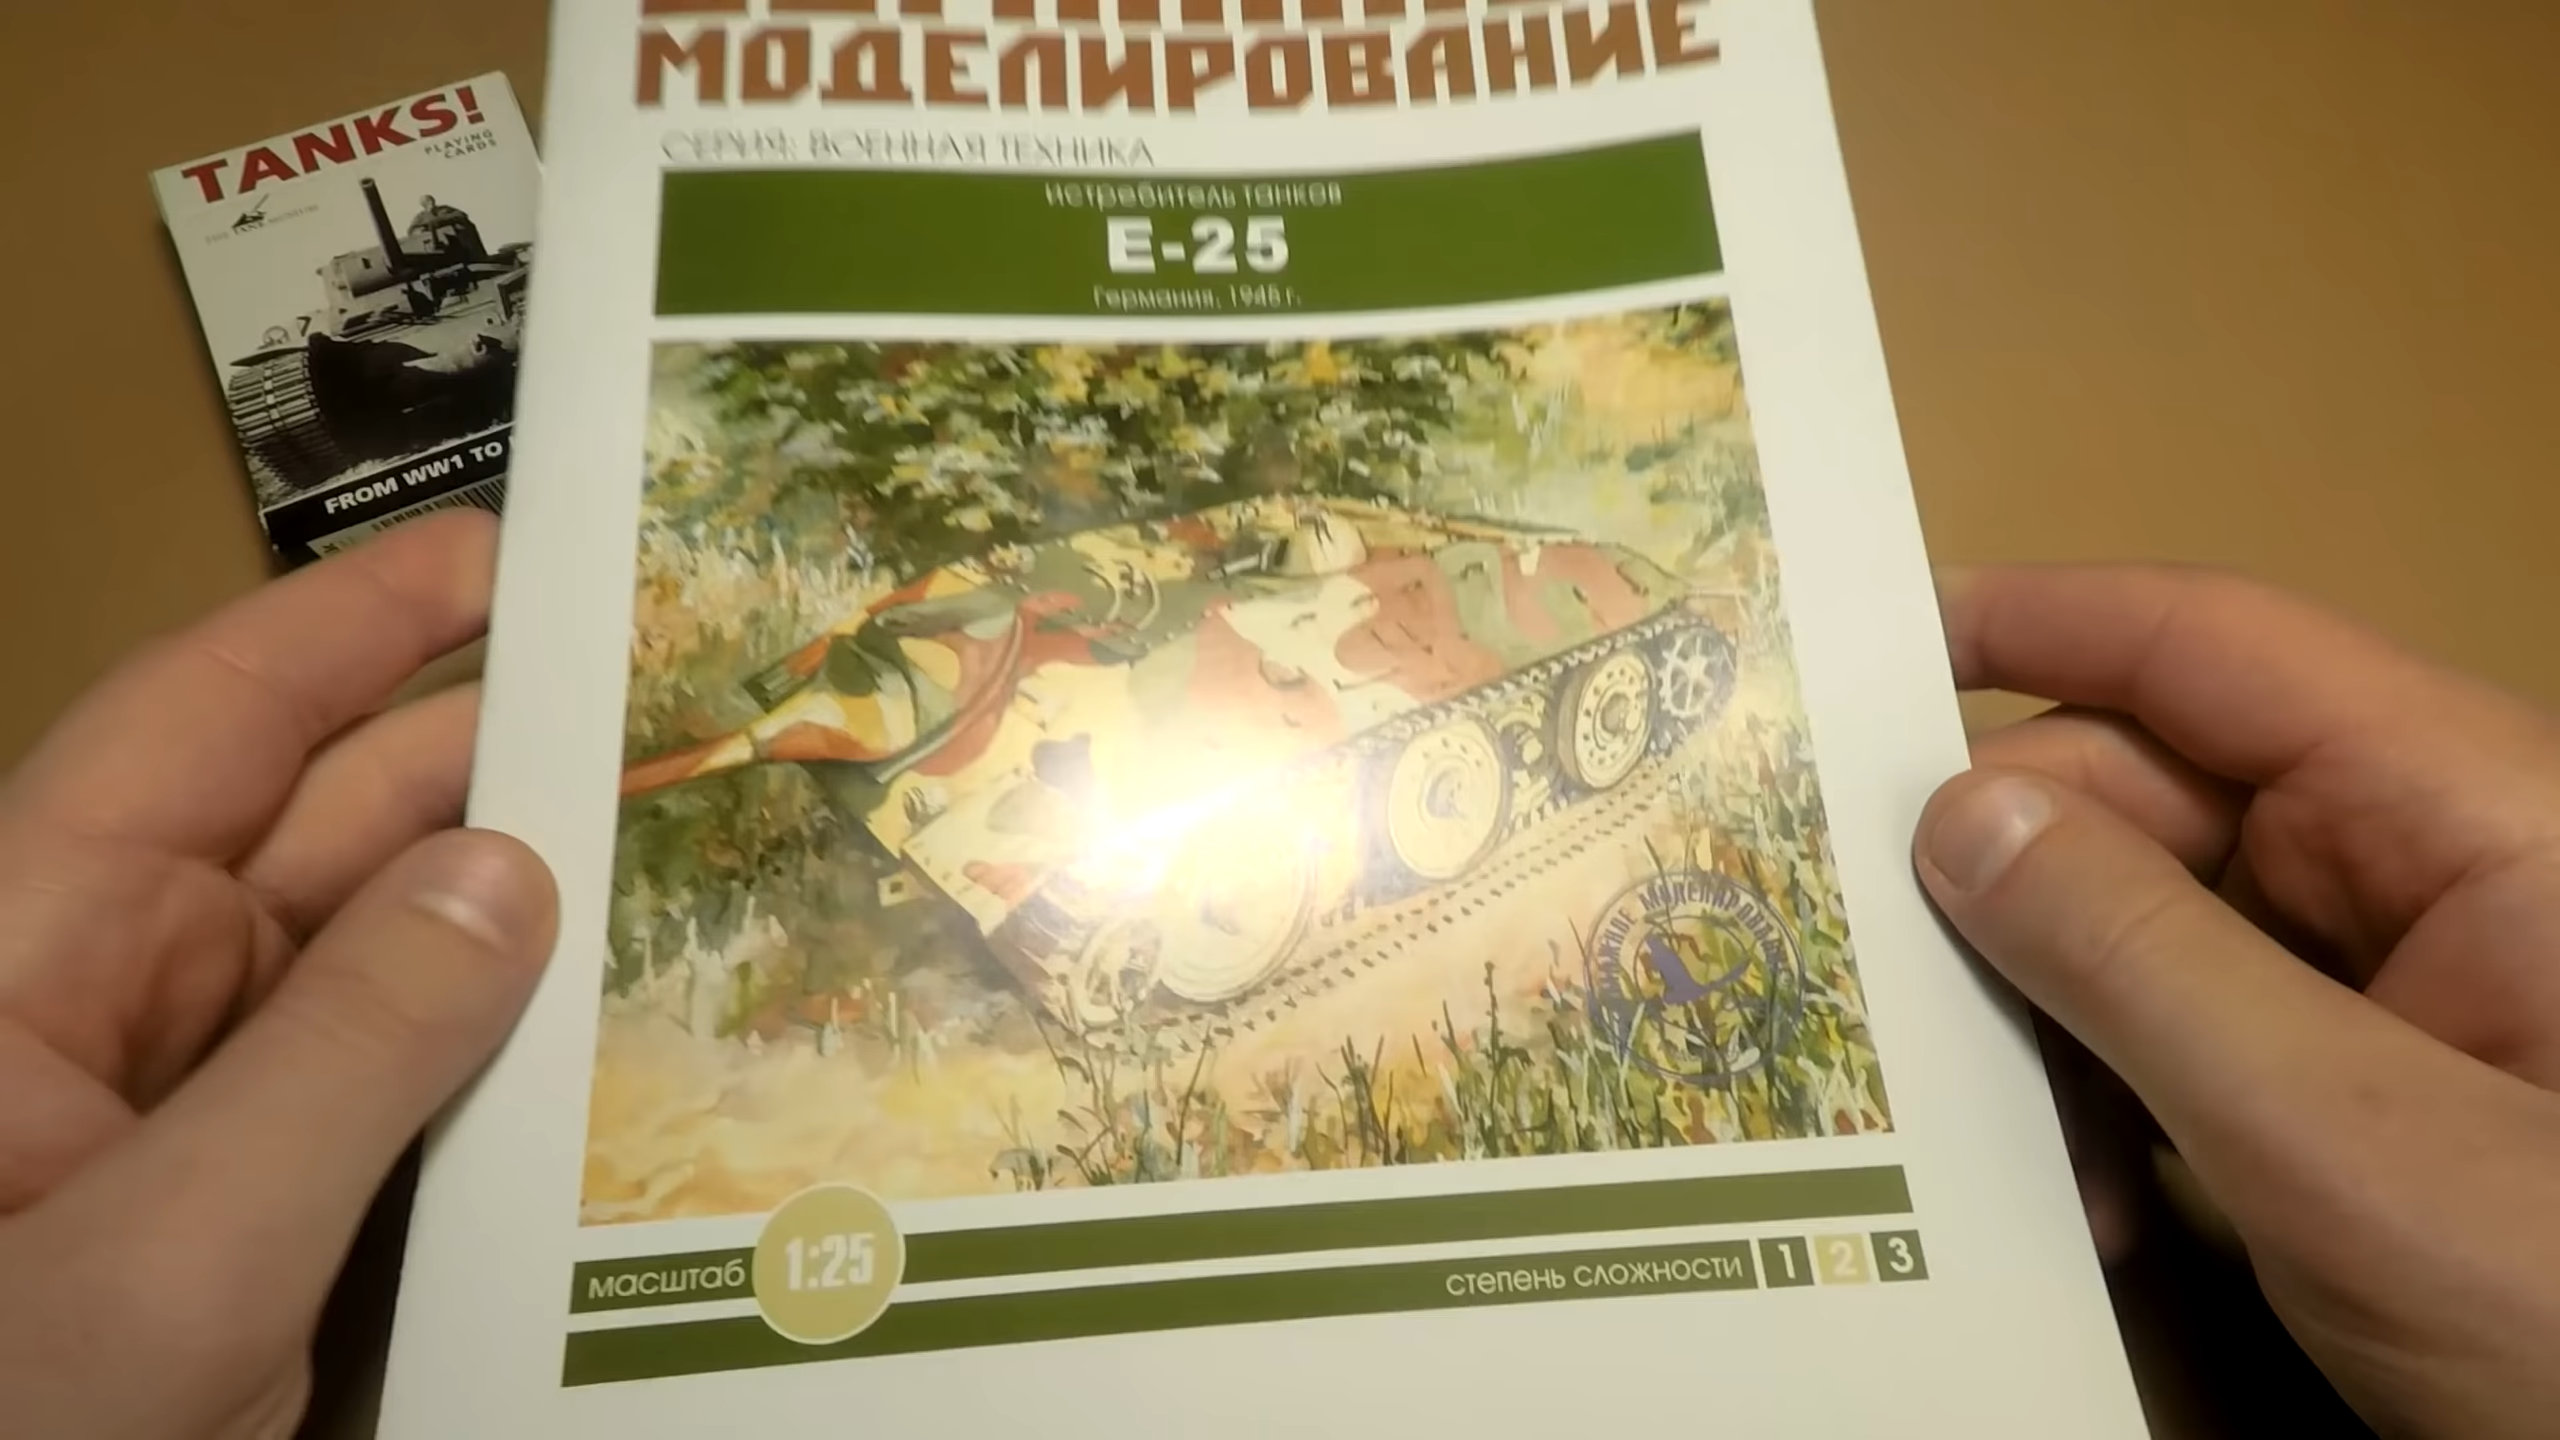 TANKS!
PLAYING
CARDS
FROM WW1 TO
МОДЕЛИРОВАНИЕ
СЕРИЯ: ВОЕННАЯ ТЕХНИКА
Истребитель танков
E-25
Германия, 1945 г.
МОДЕЛИРОВАНИЕ
масштаб 1:25
степень сложности 1 2 3